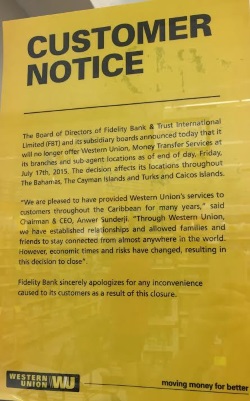 CUSTOMER
NOTICE
The Board of Directors of Fidelity Bank & Trust International
Limited (FBT) and its subsidiary boards announced today that it
will no longer offer Western Union, Money Transfer Services at
its branches and sub-agent locations as of end of day, Friday,
July 17th, 2015. The decision affects its locations throughout
The Bahamas, The Cayman Islands and Turks and Caicos Islands.
"We are pleased to have provided Western Union's services to
customers throughout the Caribbean for many years," said
Chairman & CEO, Anwer Sunderji. "Through Western Union,
we have established relationships and allowed families and
friends to stay connected from almost anywhere in the world.
However, economic times and risks have changed, resulting in
this decision to close".
Fidelity Bank sincerely apologizes for any inconvenience
caused to its customers as a result of this closure.
WESTERN
UNION WU
moving money for better